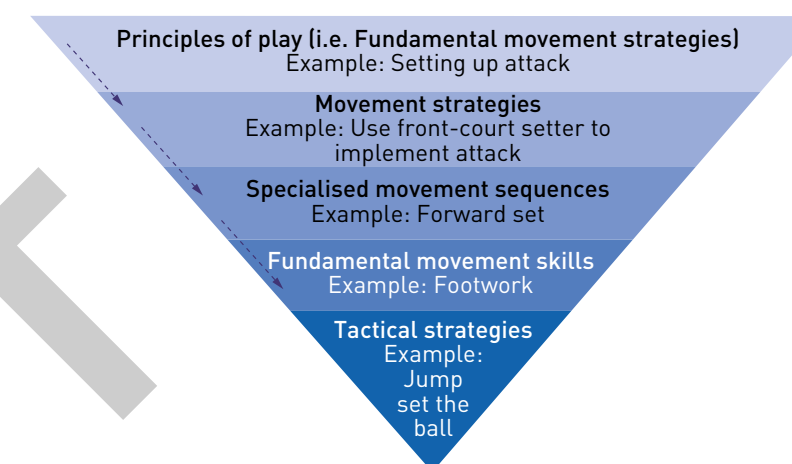 Principles of play (i.e. Fundamental movement strategies)
Example: Setting up attack
Movement strategies
Example: Use front-court setter to
implement attack
Specialised movement sequences
Example: Forward set
Fundamental movement skills
Example: Footwork
Tactical strategies
Example:
Jump
set the
ball